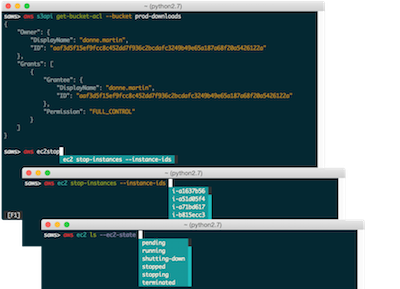 ~ (python2.7)
saws> aws s3api get-bucket-acl --bucket prod-downloads
{
"Owner": {
"DisplayName": "donne.martin",
"ID": "aaf3d5f15ef9fcc8c452dd7f936c2bcdafc3249b49e65a187a68f20a5426122a"
},
"Grants": [
{
"Grantee": {
"DisplayName": "donne.martin",
"ID": "aaf3d5f15ef9fcc8c452dd7f936c2bcdafc3249b49e65a187a68f20a5426122a"
},
"Permission": "FULL_CONTROL"
}
]
}
saws> aws ec2stop
ec2 stop-instances --instance-ids
~ (python2.7)
saws> aws ec2 stop-instances --instance-ids
i-a1637b56
i-a51d05f4
i-a71bd617
i-b815ecc3
[F1]
~ (python2.7)
saws> aws ec2 ls --ec2-state
pending
running
shutting-down
stopped
stopping
terminated